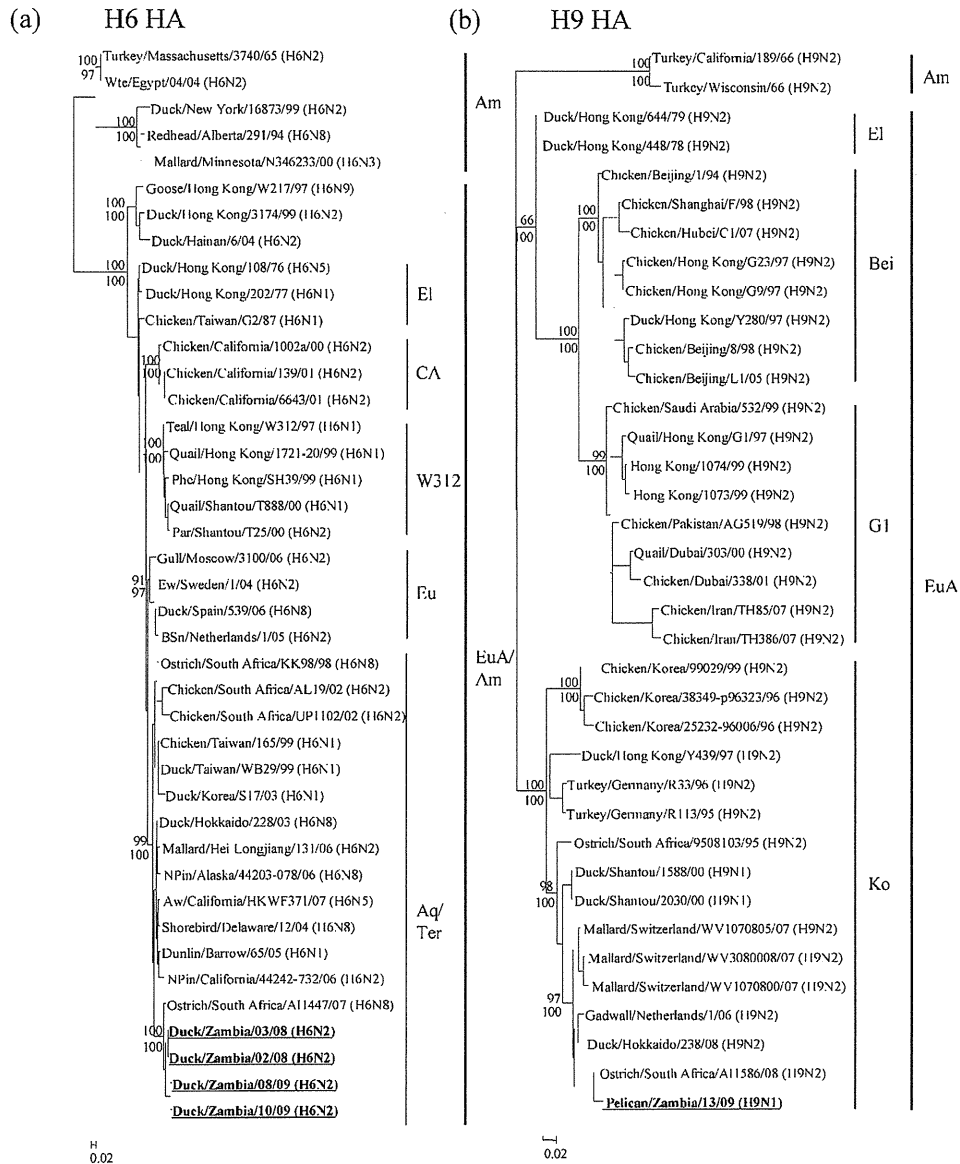 (a) H6 HA
Turkey/Massachusetts/3740/65 (H6N2)
Wte/Egypt/04/04 (H6N2)
Duck/New York/16873/99 (H6N2)
Redhead/Alberta/291/94 (H6N8)
Mallard/Minnesota/N346233/00 (H6N3)
Goose/Hong Kong/W217/97 (H6N9)
Duck/Hong Kong/3174/99 (H6N2)
Duck/Hainan/6/04 (H6N2)
Duck/Hong Kong/108/76 (H6N5)
Duck/Hong Kong/202/77 (H6N1)
Chicken/Taiwan/G2/87 (H6N1)
Chicken/California/1002a/00 (H6N2)
Chicken/California/139/01 (H6N2)
Chicken/California/6643/01 (H6N2)
Teal/Hong Kong/W312/97 (H6N1)
Quail/Hong Kong/1721-20/99 (H6N1)
Phe/Hong Kong/SH39/99 (H6N1)
Quail/Shantou/T888/00 (H6N1)
Par/Shantou/T25/00 (H6N2)
Gull/Moscow/3100/06 (H6N2)
Ew/Sweden/1/04 (H6N2)
Duck/Spain/539/06 (H6N8)
BSn/Netherlands/1/05 (H6N2)
Ostrich/South Africa/KK98/98 (H6N8)
Chicken/South Africa/AL19/02 (H6N2)
Chicken/South Africa/UP1102/02 (H6N2)
Chicken/Taiwan/165/99 (H6N1)
Duck/Taiwan/WB29/99 (H6N1)
Duck/Korea/S17/03 (H6N1)
Duck/Hokkaido/228/03 (H6N8)
Mallard/Hei Longjiang/131/06 (H6N2)
NPin/Alaska/44203-078/06 (H6N8)
Aw/California/HKWF371/07 (H6N5)
Shorebird/Delaware/12/04 (H6N8)
Dunlin/Barrow/65/05 (H6N1)
NPin/California/44242-732/06 (H6N2)
Ostrich/South Africa/AI1447/07 (H6N8)
Duck/Zambia/03/08 (H6N2)
Duck/Zambia/02/08 (H6N2)
Duck/Zambia/08/09 (H6N2)
Duck/Zambia/10/09 (H6N2)
100
97
100
100
100
100
100
100
100
100
100
100
91
97
99
100
100
100
El
CA
W312
Eu
Aq/
Ter
Am
EuA/
Am
0.02
(b) H9 HA
Turkey/California/189/66 (H9N2)
Turkey/Wisconsin/66 (H9N2)
Duck/Hong Kong/644/79 (H9N2)
Duck/Hong Kong/448/78 (H9N2)
Chicken/Beijing/1/94 (H9N2)
Chicken/Shanghai/F/98 (H9N2)
Chicken/Hubei/C1/07 (H9N2)
Chicken/Hong Kong/G23/97 (H9N2)
Chicken/Hong Kong/G9/97 (H9N2)
Duck/Hong Kong/Y280/97 (H9N2)
Chicken/Beijing/8/98 (H9N2)
Chicken/Beijing/L1/05 (H9N2)
Chicken/Saudi Arabia/532/99 (H9N2)
Quail/Hong Kong/G1/97 (H9N2)
Hong Kong/1074/99 (H9N2)
Hong Kong/1073/99 (H9N2)
Chicken/Pakistan/AG519/98 (H9N2)
Quail/Dubai/303/00 (H9N2)
Chicken/Dubai/338/01 (H9N2)
Chicken/Iran/TH85/07 (H9N2)
Chicken/Iran/TH386/07 (H9N2)
Chicken/Korea/99029/99 (H9N2)
Chicken/Korea/38349-p96323/96 (H9N2)
Chicken/Korea/25232-96006/96 (H9N2)
Duck/Hong Kong/Y439/97 (H9N2)
Turkey/Germany/R33/96 (H9N2)
Turkey/Germany/R113/95 (H9N2)
Ostrich/South Africa/9508103/95 (H9N2)
Duck/Shantou/1588/00 (H9N1)
Duck/Shantou/2030/00 (H9N1)
Mallard/Switzerland/WV1070805/07 (H9N2)
Mallard/Switzerland/WV3080008/07 (H9N2)
Mallard/Switzerland/WV1070800/07 (H9N2)
Gadwall/Netherlands/1/06 (H9N2)
Duck/Hokkaido/238/08 (H9N2)
Ostrich/South Africa/AI1586/08 (H9N2)
Pelican/Zambia/13/09 (H9N1)
100
100
66
100
100
100
100
100
99
100
100
100
100
100
98
100
97
100
El
Bei
G1
Ko
Am
EuA
0.02